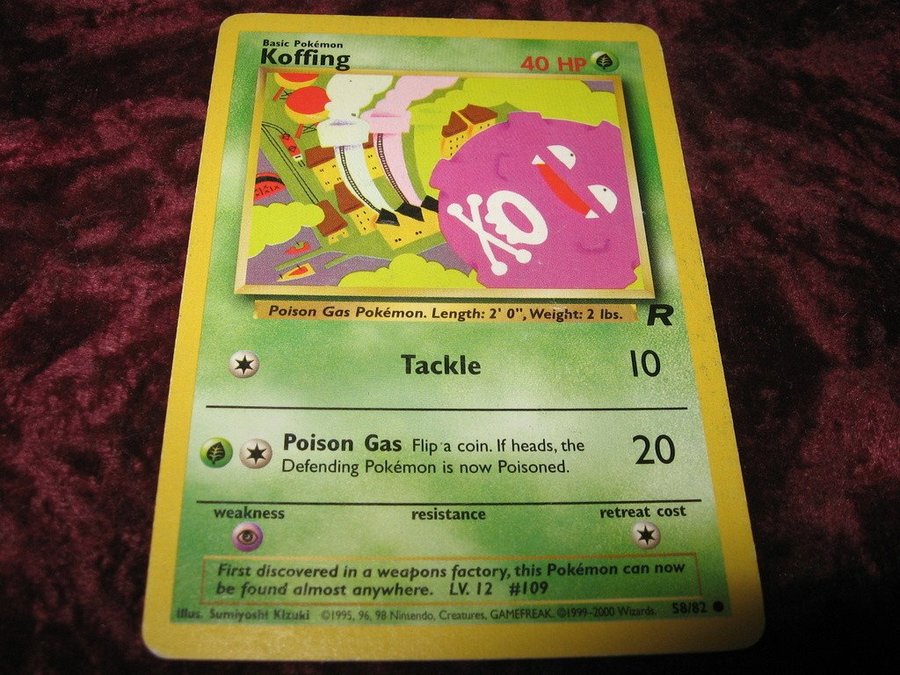 Basic Pokémon
Koffing
40 HP
Poison Gas Pokémon. Length: 2' 0", Weight: 2 lbs.
R
Tackle 10
Poison Gas Flip a coin. If heads, the
Defending Pokémon is now Poisoned.
20
weakness resistance retreat cost
First discovered in a weapons factory, this Pokémon can now
be found almost anywhere. LV. 12 #109
Illus. Sumiyoshi Kizuki ©1995, 96, 98 Nintendo, Creatures, GAMEFREAK. ©1999-2000 Wizards. 58/82